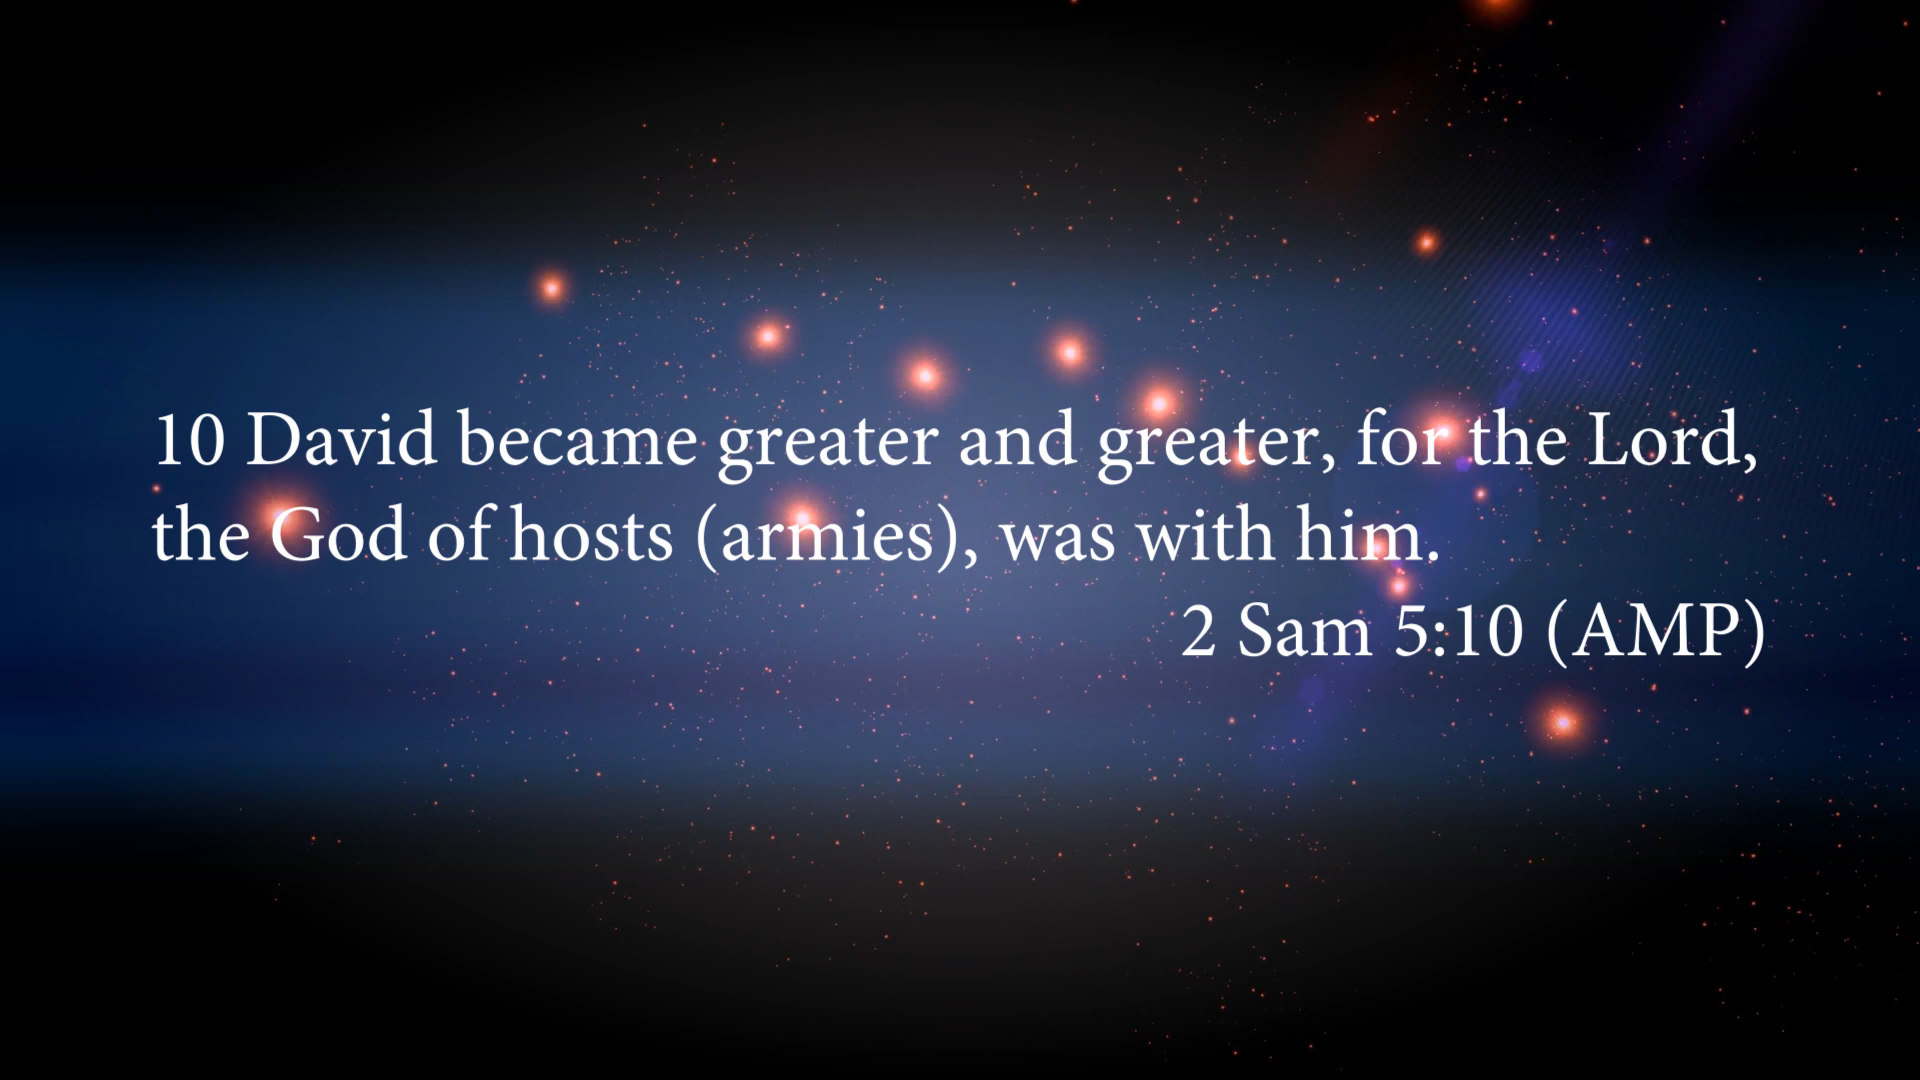 10 David became greater and greater, for the Lord,
the God of hosts (armies), was with him.
2 Sam 5:10 (AMP)